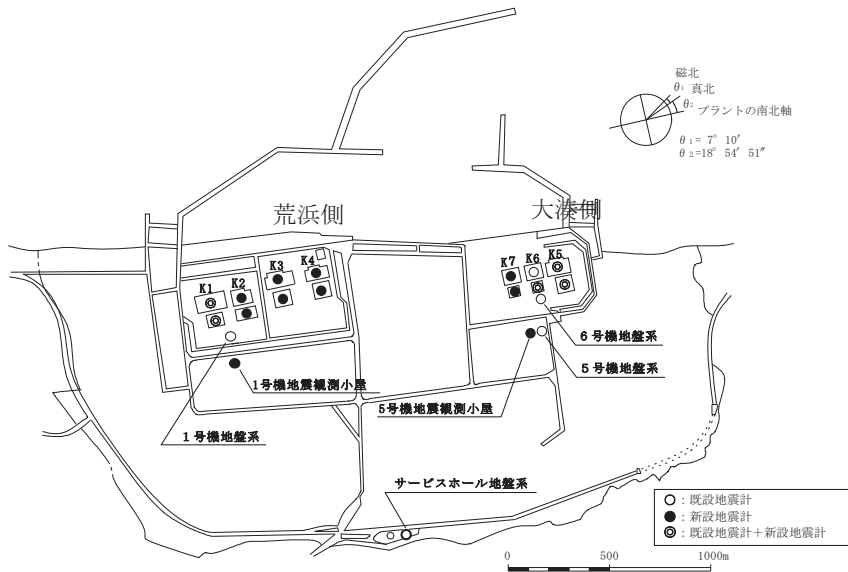 磁北
θ₁ 真北
θ₂ プラントの南北軸
θ₁= 7° 10′
θ₂=18° 54′ 51″
荒浜側
大湊側
K1
K2
K3
K4
K7
K6
K5
6号機地盤系
5号機地盤系
1号機地震観測小屋
5号機地震観測小屋
1号機地盤系
サービスホール地盤系
○：既設地震計
●：新設地震計
◎：既設地震計＋新設地震計
0 500 1000m